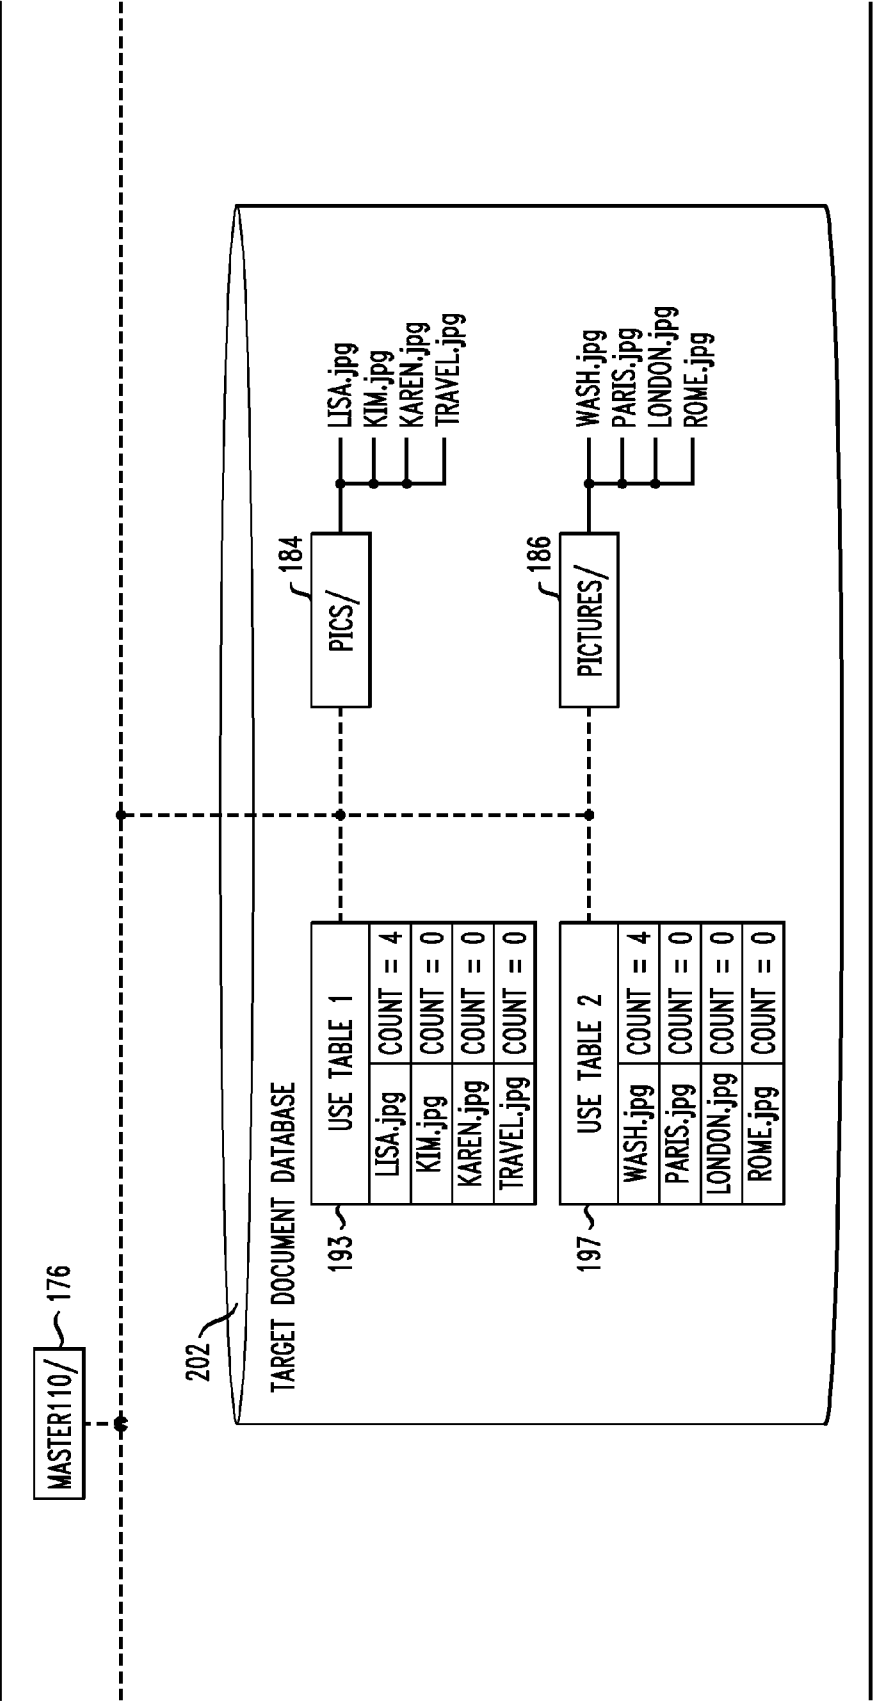 MASTER110/
176
202
TARGET DOCUMENT DATABASE
193
USE TABLE 1
LISA.jpg COUNT = 4
KIM.jpg COUNT = 0
KAREN.jpg COUNT = 0
TRAVEL.jpg COUNT = 0
184
PICS/
LISA.jpg
KIM.jpg
KAREN.jpg
TRAVEL.jpg
197
USE TABLE 2
WASH.jpg COUNT = 4
PARIS.jpg COUNT = 0
LONDON.jpg COUNT = 0
ROME.jpg COUNT = 0
186
PICTURES/
WASH.jpg
PARIS.jpg
LONDON.jpg
ROME.jpg